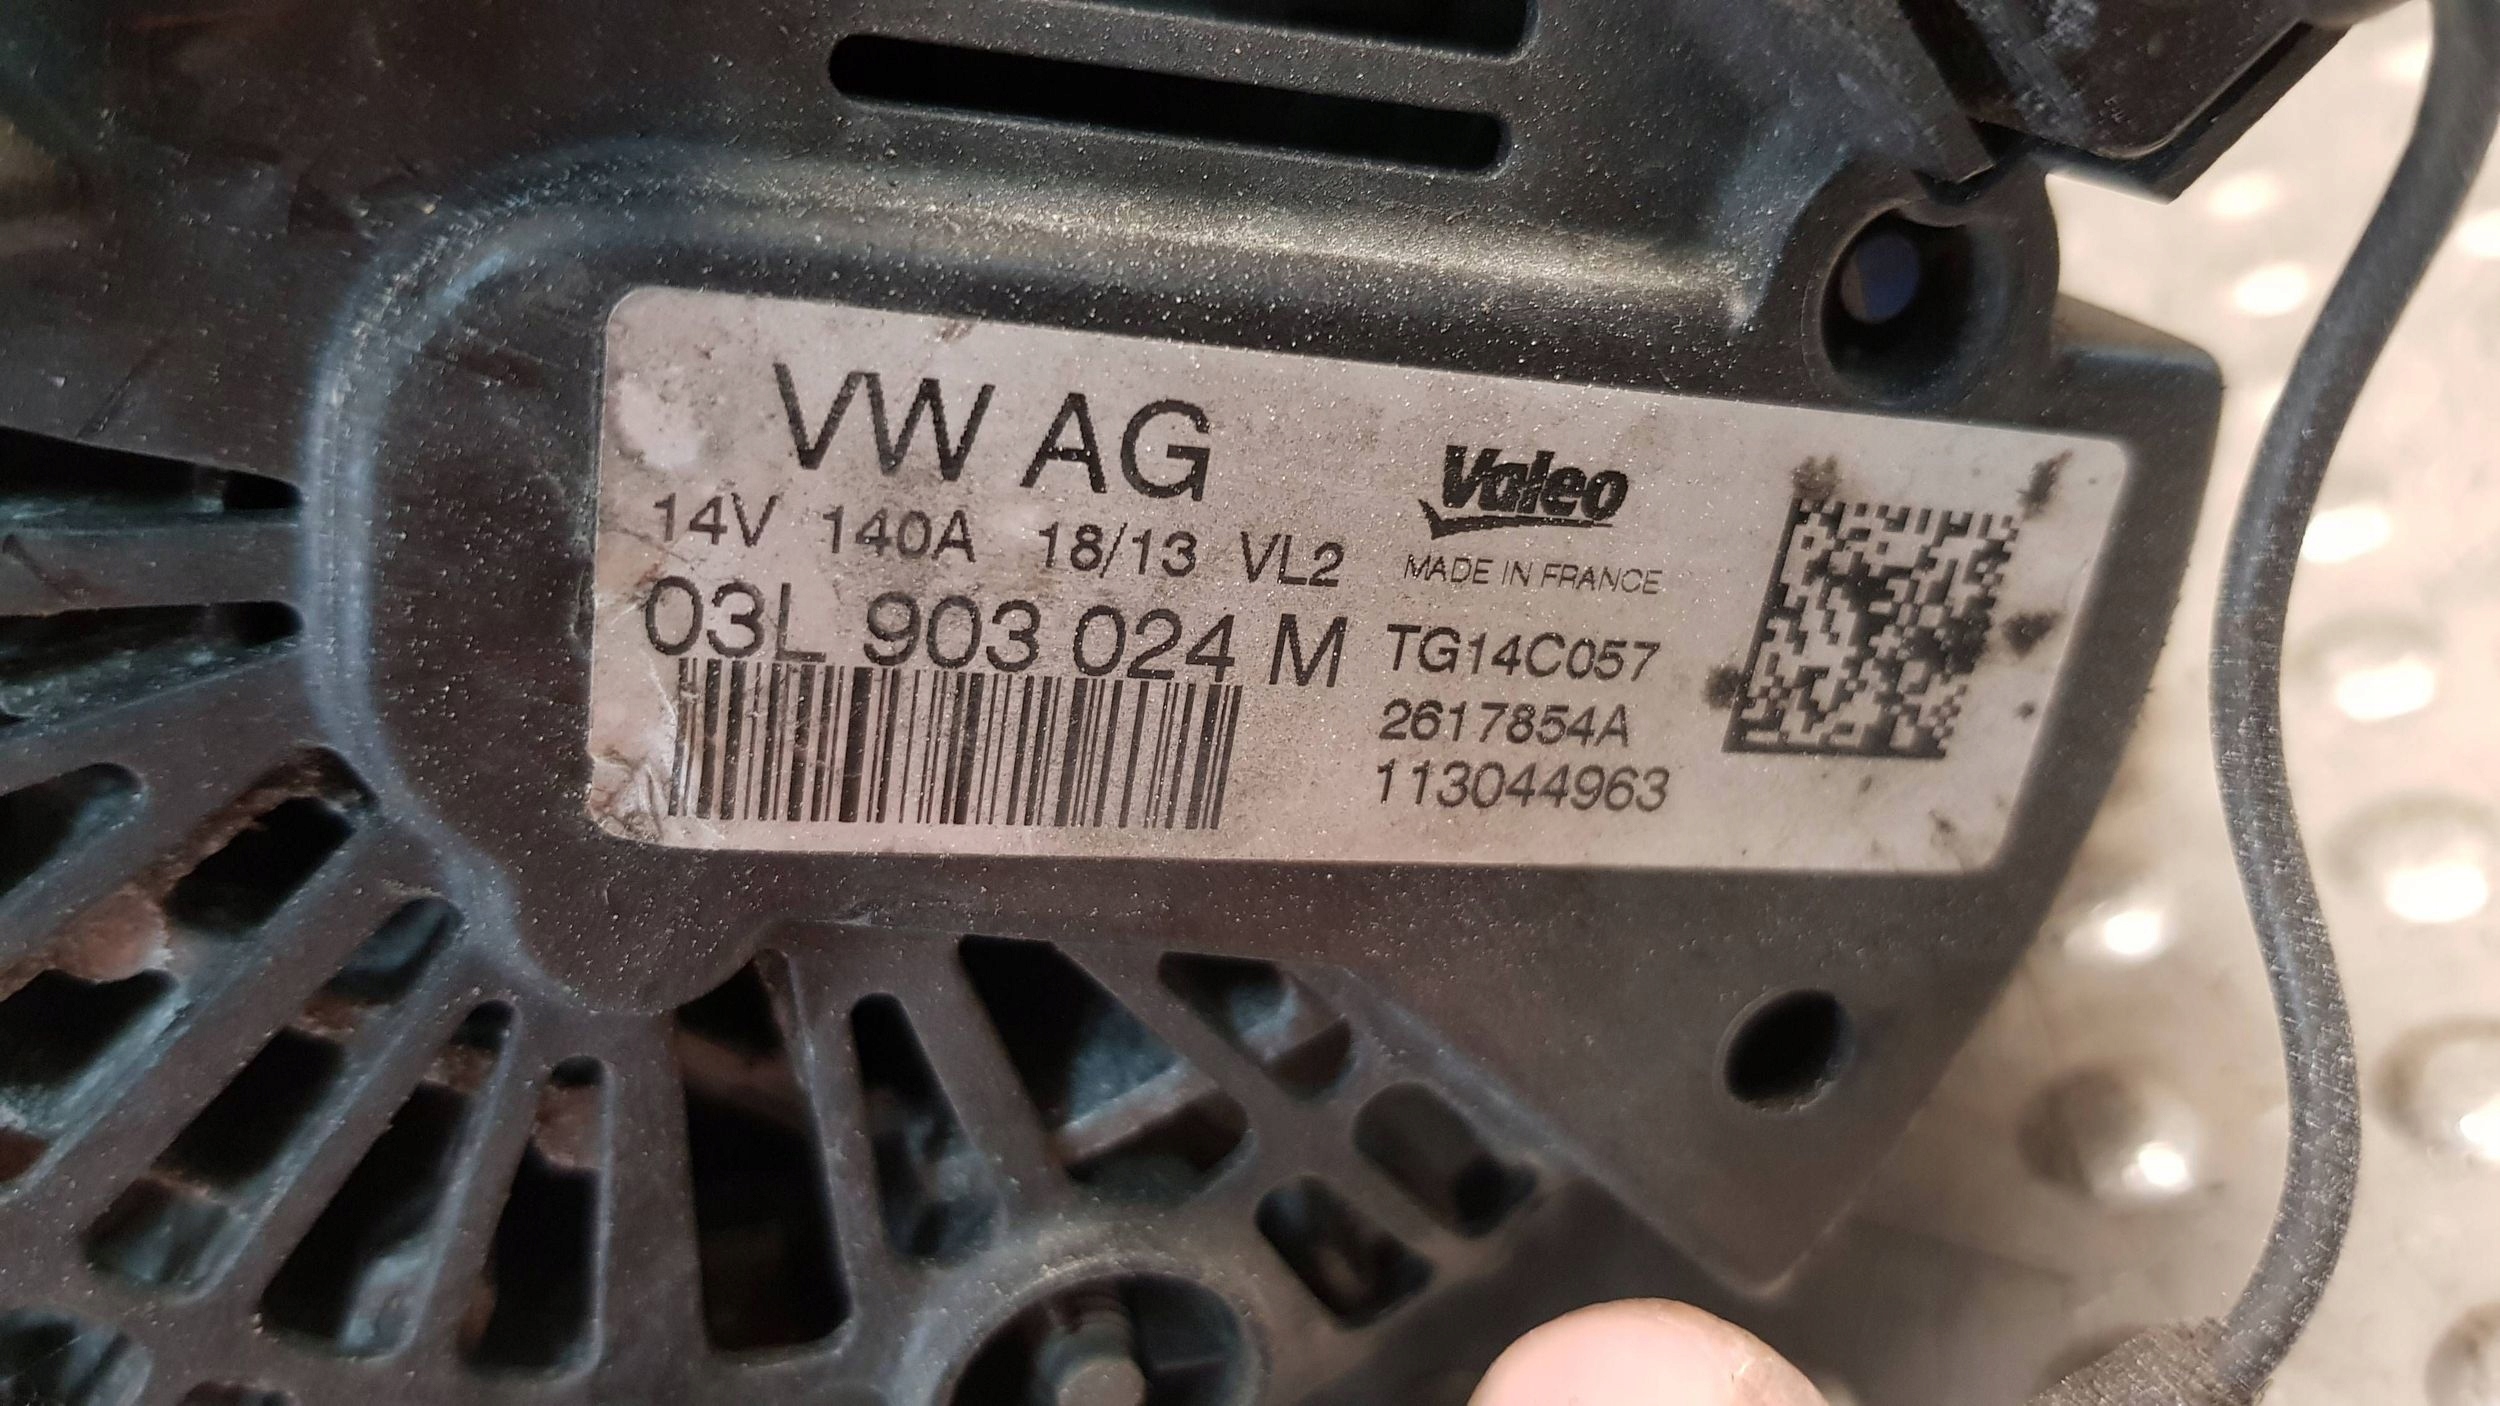 VW AG
14V 140A 18/13 VL2
03L 903 024 M
Valeo
MADE IN FRANCE
TG14C057
2617854A
113044963